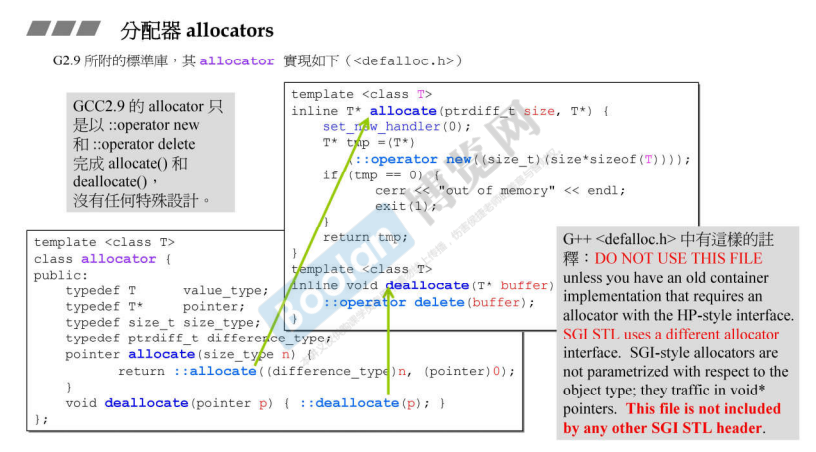 分配器 allocators
G2.9 所附的標準庫，其 allocator 實現如下（<defalloc.h>）
GCC2.9 的 allocator 只
是以 ::operator new
和 ::operator delete
完成 allocate() 和
deallocate()，
沒有任何特殊設計。
template <class T>
inline T* allocate(ptrdiff_t size, T*) {
set_new_handler(0);
T* tmp =(T*)
(::operator new((size_t)(size*sizeof(T))));
if (tmp == 0) {
cerr << "out of memory" << endl;
exit(1);
}
return tmp;
}
template <class T>
inline void deallocate(T* buffer)
::operator delete(buffer);
}
template <class T>
class allocator {
public:
typedef T value_type;
typedef T* pointer;
typedef size_t size_type;
typedef ptrdiff_t difference_type;
pointer allocate(size_type n) {
return ::allocate((difference_type)n, (pointer)0);
}
void deallocate(pointer p) { ::deallocate(p); }
};
G++ <defalloc.h> 中有這樣的註
釋：DO NOT USE THIS FILE
unless you have an old container
implementation that requires an
allocator with the HP-style interface.
SGI STL uses a different allocator
interface. SGI-style allocators are
not parametrized with respect to the
object type; they traffic in void*
pointers. This file is not included
by any other SGI STL header.
Boolan
博览网